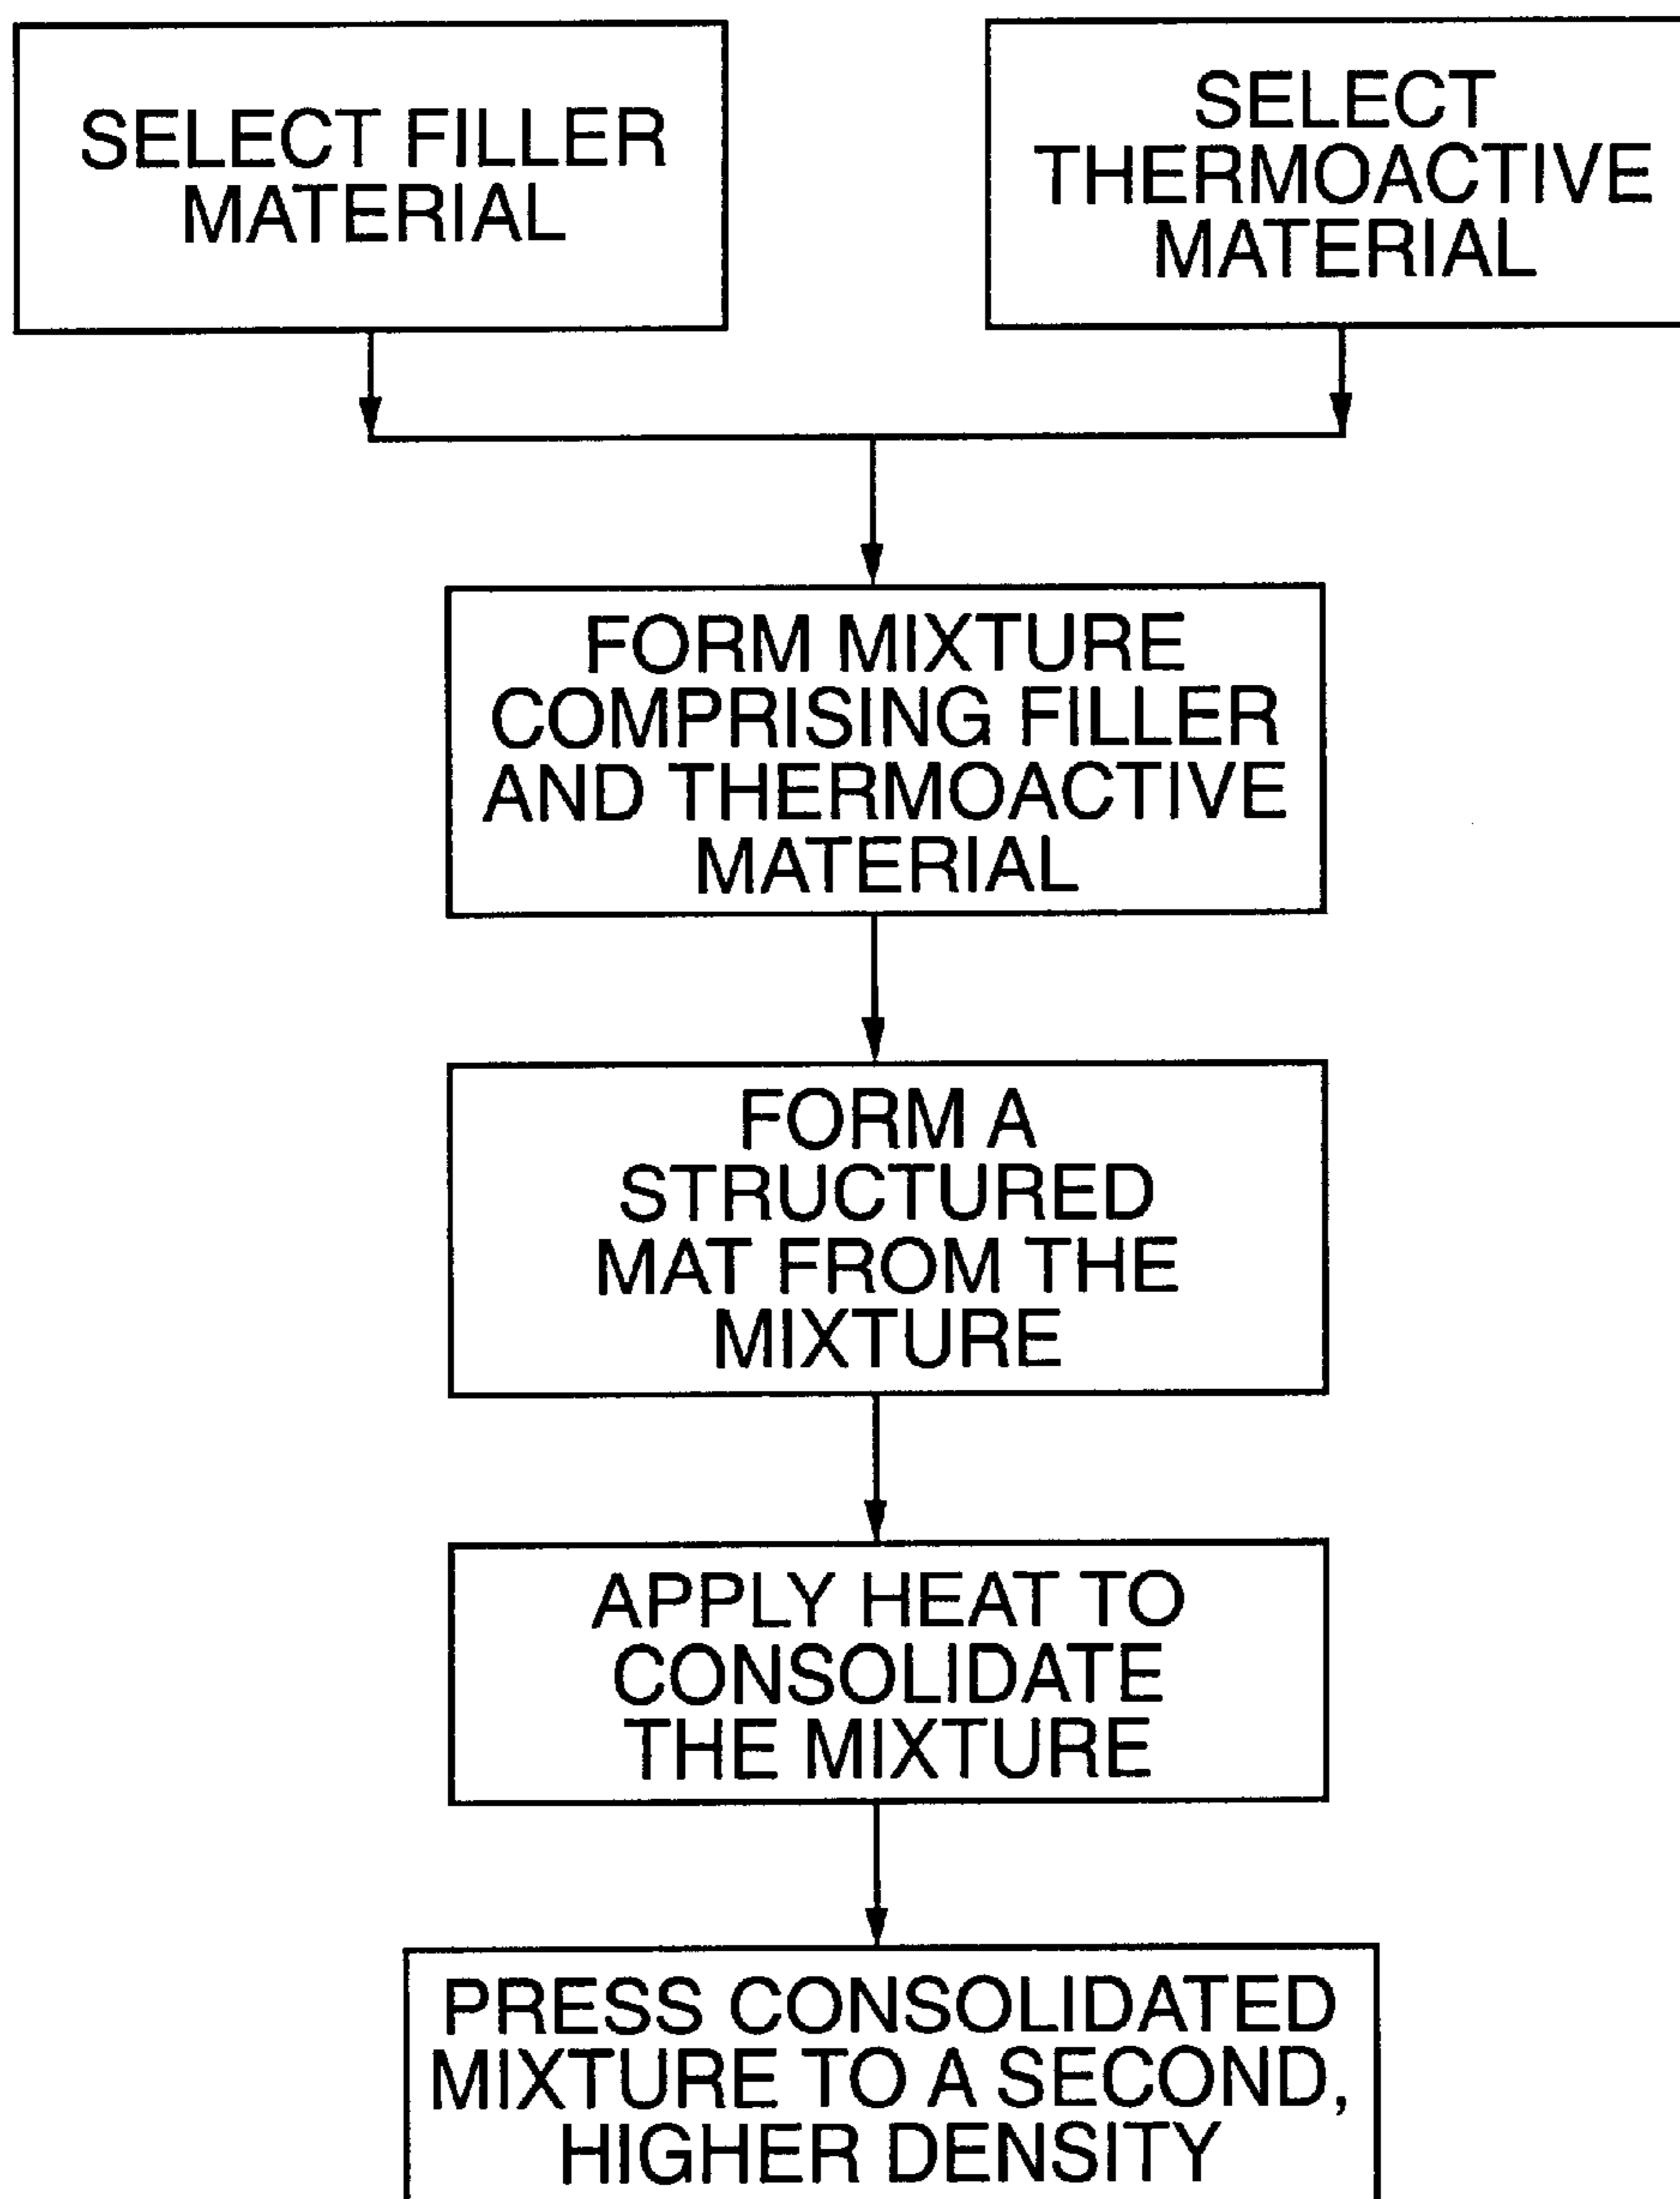 SELECT FILLER
MATERIAL
SELECT
THERMOACTIVE
MATERIAL
FORM MIXTURE
COMPRISING FILLER
AND THERMOACTIVE
MATERIAL
FORM A
STRUCTURED
MAT FROM THE
MIXTURE
APPLY HEAT TO
CONSOLIDATE
THE MIXTURE
PRESS CONSOLIDATED
MIXTURE TO A SECOND,
HIGHER DENSITY